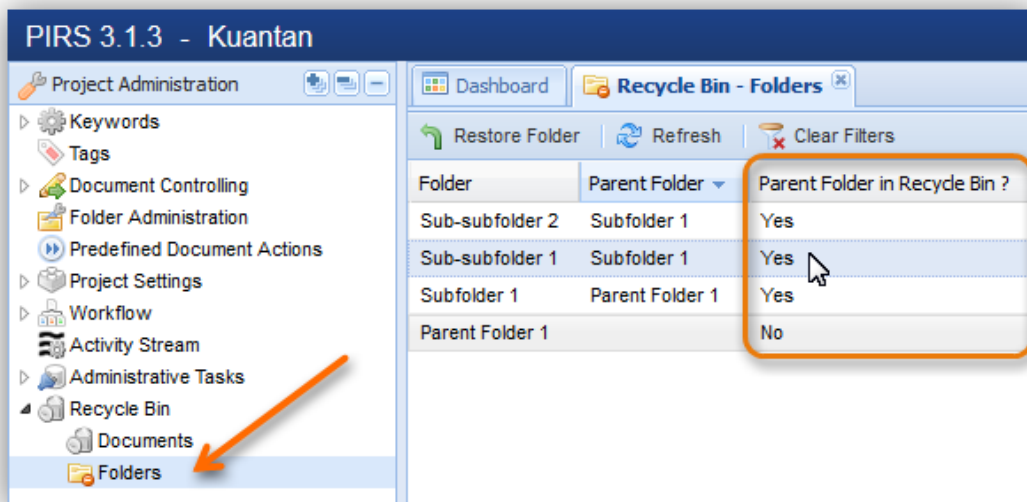 PIRS 3.1.3 - Kuantan
Project Administration
Keywords
Tags
Document Controlling
Folder Administration
Predefined Document Actions
Project Settings
Workflow
Activity Stream
Administrative Tasks
Recycle Bin
Documents
Folders
Dashboard Recycle Bin - Folders
Restore Folder Refresh Clear Filters
Folder Parent Folder Parent Folder in Recycle Bin ?
Sub-subfolder 2 Subfolder 1 Yes
Sub-subfolder 1 Subfolder 1 Yes
Subfolder 1 Parent Folder 1 Yes
Parent Folder 1 No